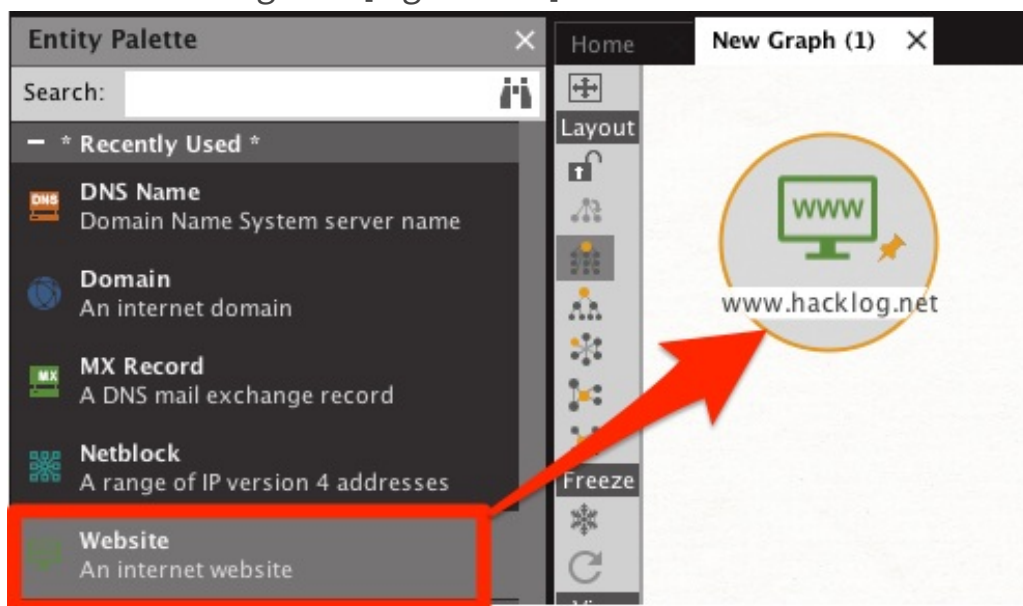 Entity Palette
Search:
* Recently Used *
DNS
DNS Name
Domain Name System server name
Domain
An internet domain
MX
MX Record
A DNS mail exchange record
Netblock
A range of IP version 4 addresses
Website
An internet website
Home
New Graph (1)
Layout
Freeze
www
www.hacklog.net